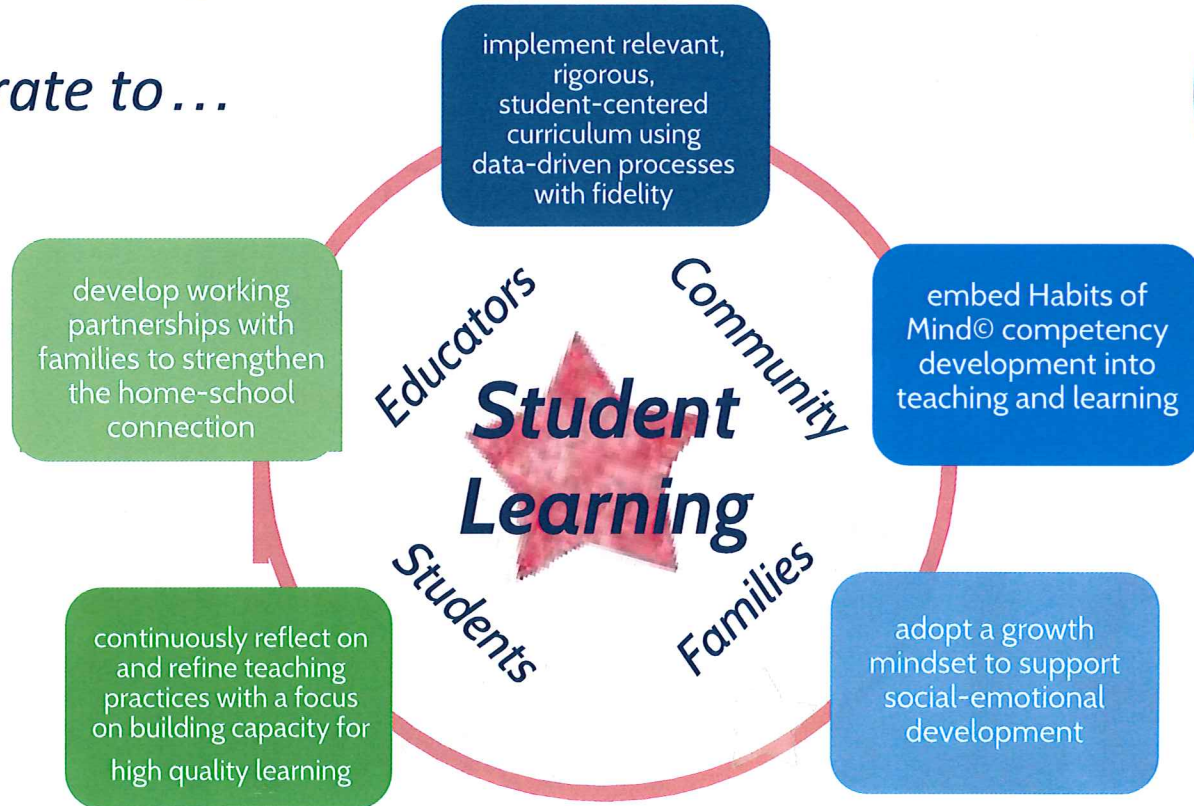 rate to...
implement relevant,
rigorous,
student-centered
curriculum using
data-driven processes
with fidelity
develop working
partnerships with
families to strengthen
the home-school
connection
Educators
Community
embed Habits of
Mind© competency
development into
teaching and learning
Student
Learning
Students
Families
continuously reflect on
and refine teaching
practices with a focus
on building capacity for
high quality learning
adopt a growth
mindset to support
social-emotional
development